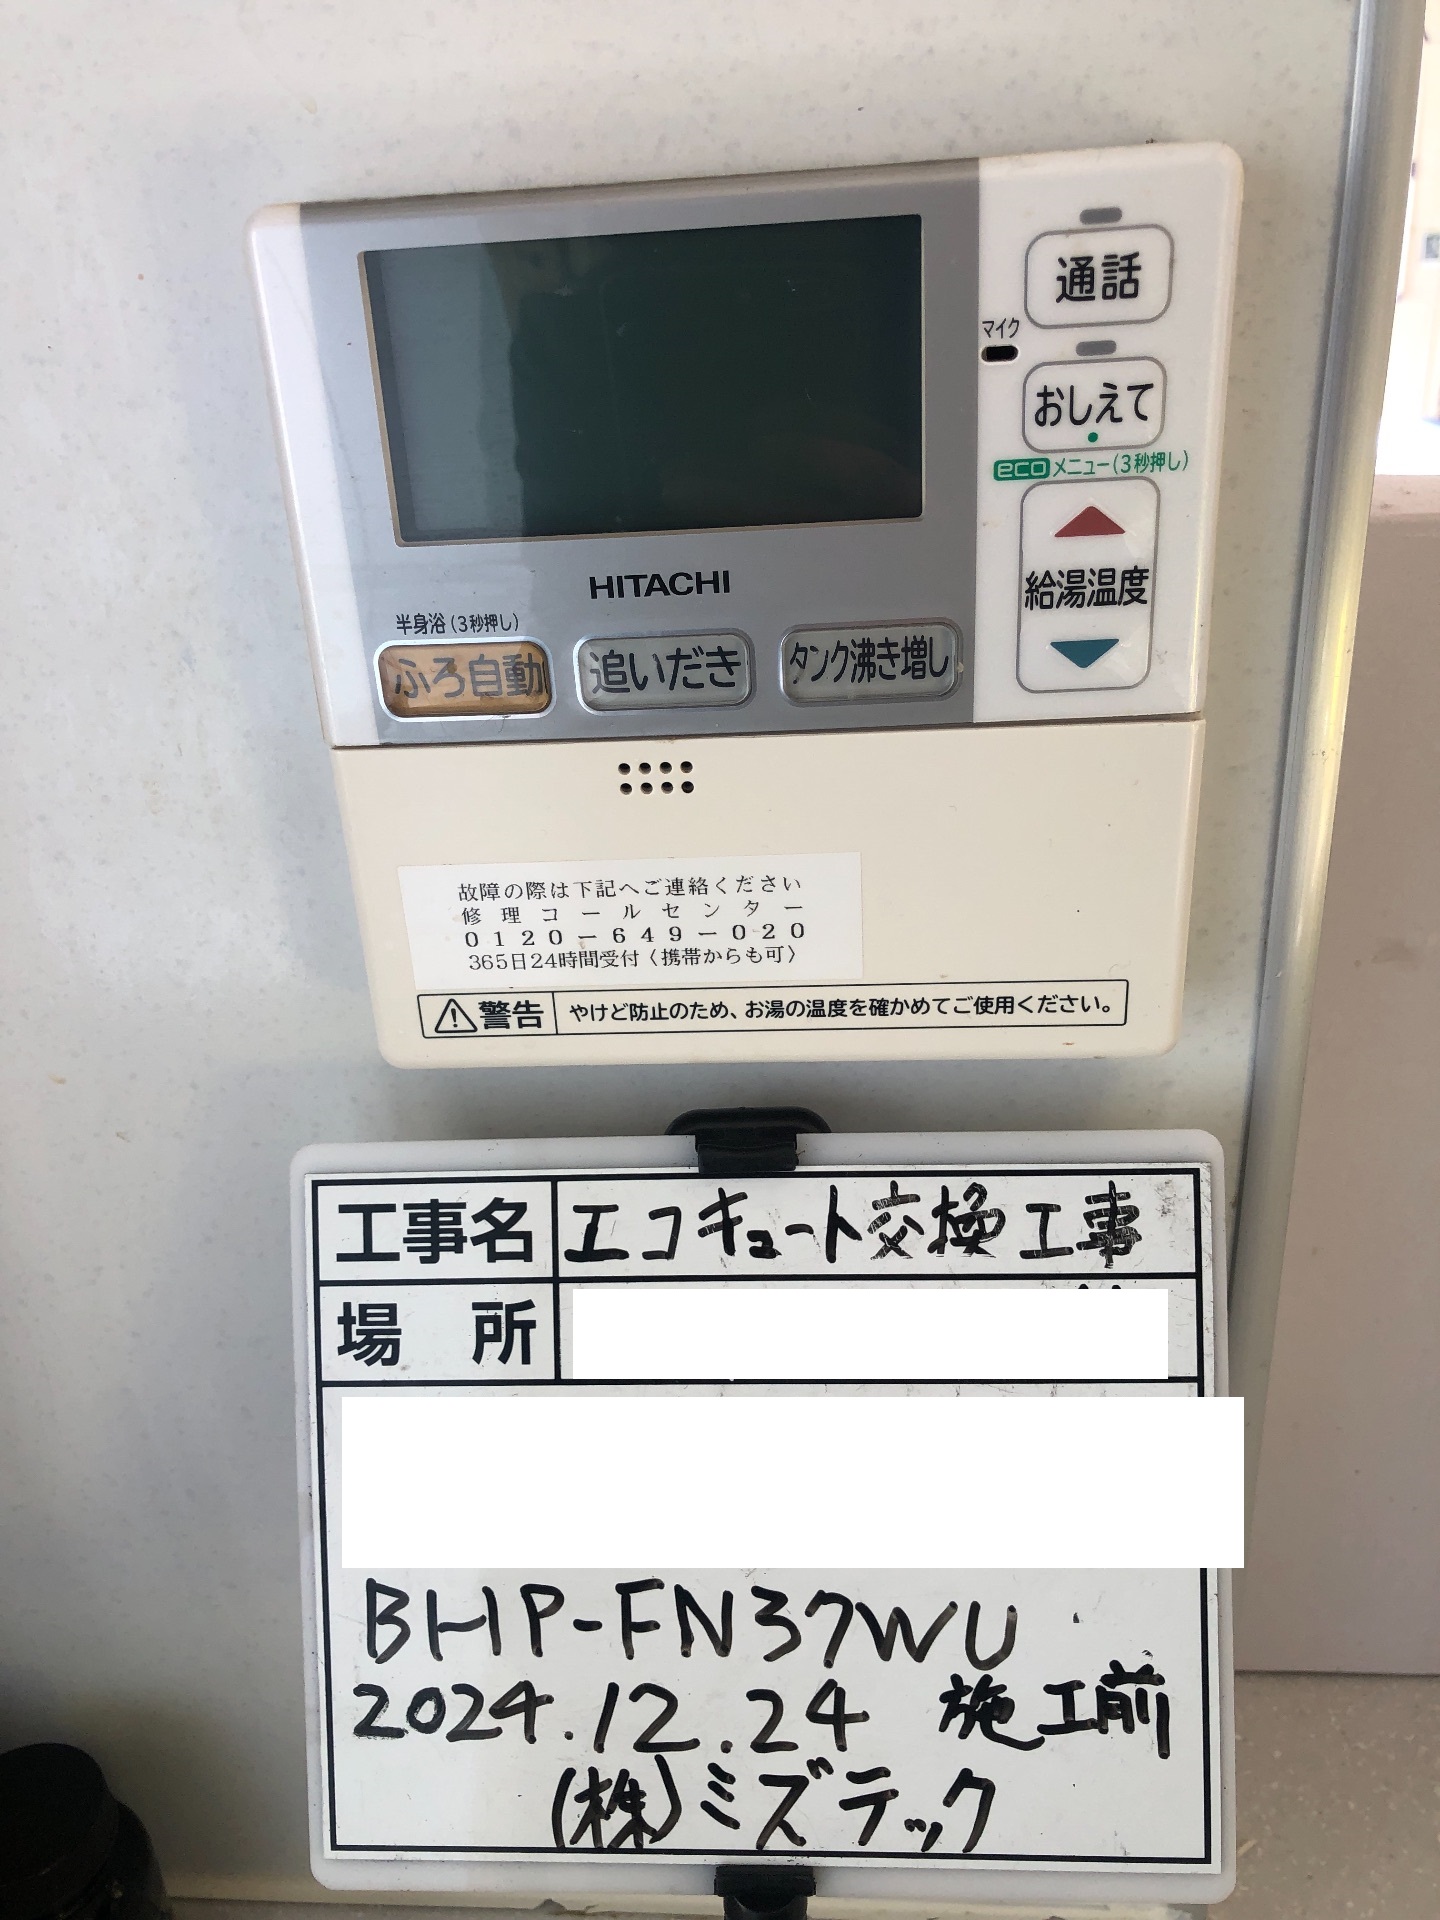 通話
マイク
おしえて
eco メニュー(3秒押し)
給湯温度
HITACHI
半身浴(3秒押し)
ふろ自動 追いだき タンク沸き増し
故障の際は下記へご連絡ください
修理コールセンター
0120-649-020
365日24時間受付〈携帯からも可〉
警告 やけど防止のため、お湯の温度を確かめてご使用ください。
工事名 エコキュート交換工事
場所
BHP-FN37WU
2024.12.24 施工前
(株)ミズテック